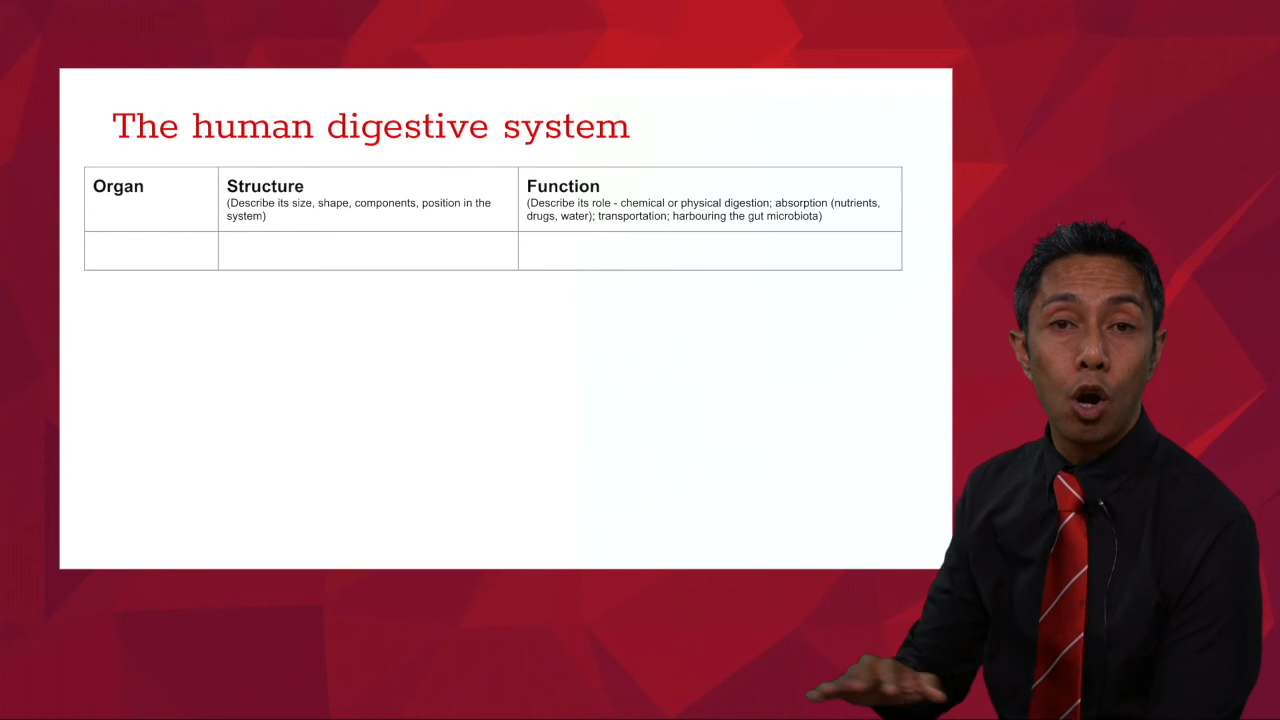 The human digestive system
Organ
Structure
(Describe its size, shape, components, position in the
system)
Function
(Describe its role - chemical or physical digestion; absorption (nutrients,
drugs, water); transportation; harbouring the gut microbiota)